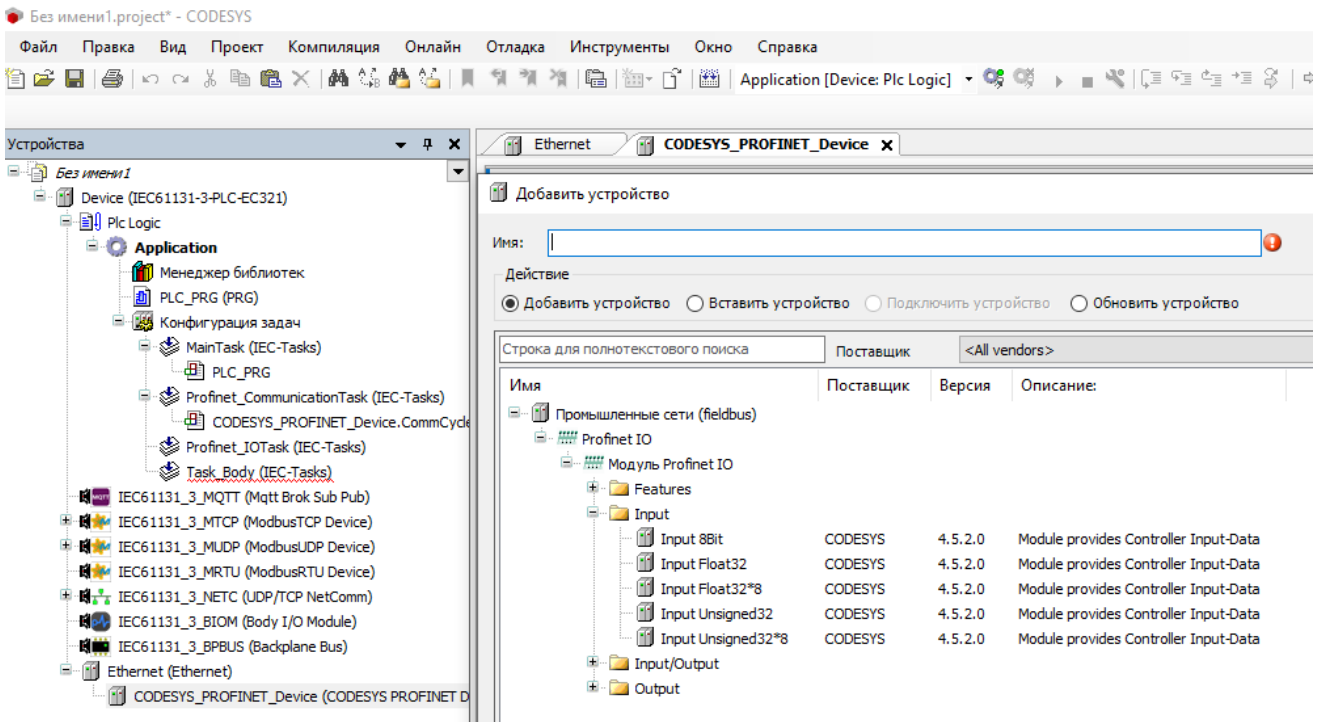 Без имени1.project* - CODESYS
Файл Правка Вид Проект Компиляция Онлайн Отладка Инструменты Окно Справка
Application [Device: Plc Logic]
Устройства
Без имени1
Device (IEC61131-3-PLC-EC321)
Plc Logic
Application
Менеджер библиотек
PLC_PRG (PRG)
Конфигурация задач
MainTask (IEC-Tasks)
PLC_PRG
Profinet_CommunicationTask (IEC-Tasks)
CODESYS_PROFINET_Device.CommCycle
Profinet_IOTask (IEC-Tasks)
Task_Body (IEC-Tasks)
IEC61131_3_MQTT (Mqtt Brok Sub Pub)
IEC61131_3_MTCP (ModbusTCP Device)
IEC61131_3_MUDP (ModbusUDP Device)
IEC61131_3_MRTU (ModbusRTU Device)
IEC61131_3_NETC (UDP/TCP NetComm)
IEC61131_3_BIOM (Body I/O Module)
IEC61131_3_BPBUS (Backplane Bus)
Ethernet (Ethernet)
CODESYS_PROFINET_Device (CODESYS PROFINET D
Ethernet CODESYS_PROFINET_Device
Добавить устройство
Имя:
Действие
Добавить устройство Вставить устройство Подключить устройство Обновить устройство
Строка для полнотекстового поиска Поставщик <All vendors>
Имя Поставщик Версия Описание:
Промышленные сети (fieldbus)
Profinet IO
Модуль Profinet IO
Features
Input
Input 8Bit CODESYS 4.5.2.0 Module provides Controller Input-Data
Input Float32 CODESYS 4.5.2.0 Module provides Controller Input-Data
Input Float32*8 CODESYS 4.5.2.0 Module provides Controller Input-Data
Input Unsigned32 CODESYS 4.5.2.0 Module provides Controller Input-Data
Input Unsigned32*8 CODESYS 4.5.2.0 Module provides Controller Input-Data
Input/Output
Output